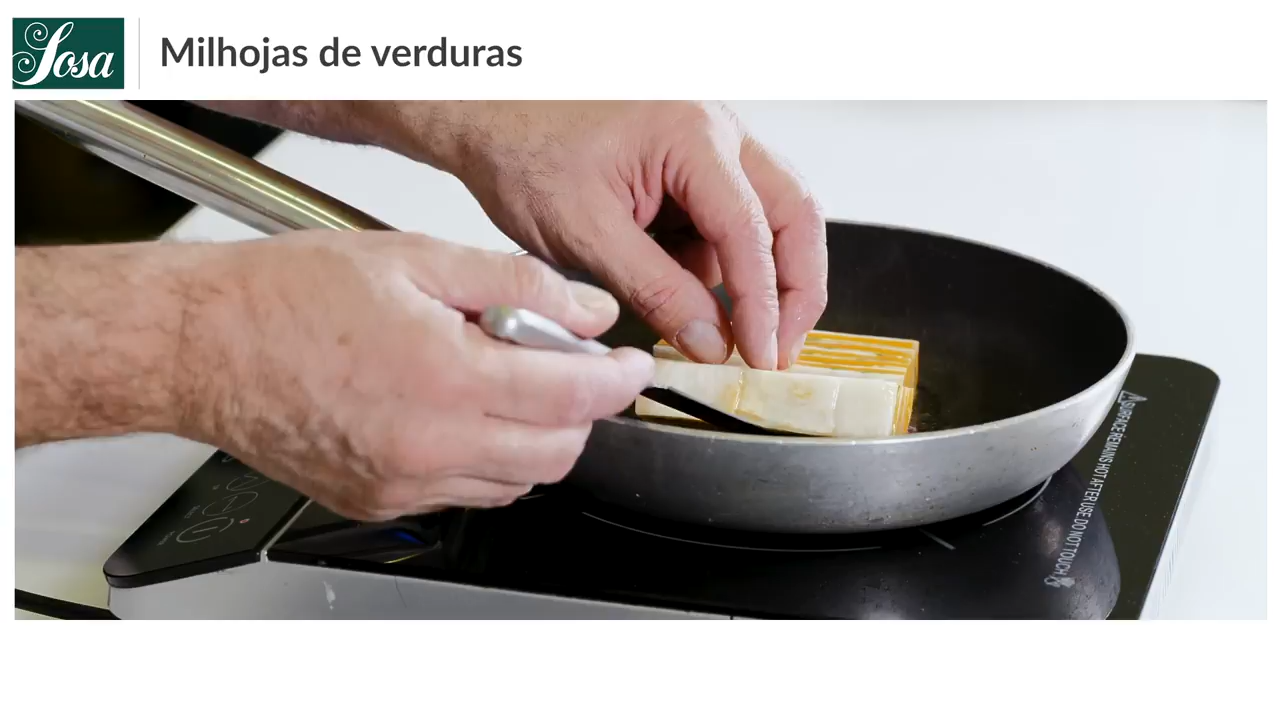 Sosa
Milhojas de verduras
SURFACE REMAINS HOT AFTER USE. DO NOT TOUCH